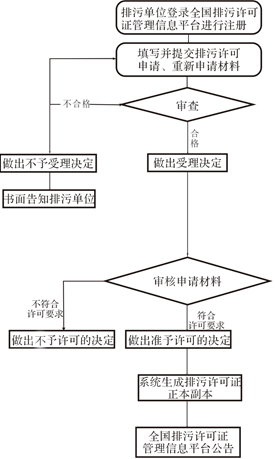 排污单位登录全国排污许可
证管理信息平台进行注册
填写并提交排污许可
申请、重新申请材料
不合格
审查
合
格
做出不予受理决定
做出受理决定
书面告知排污单位
审核申请材料
不符合
许可要求
符合
许可要求
做出不予许可的决定
做出准予许可的决定
系统生成排污许可证
正本副本
全国排污许可证
管理信息平台公告